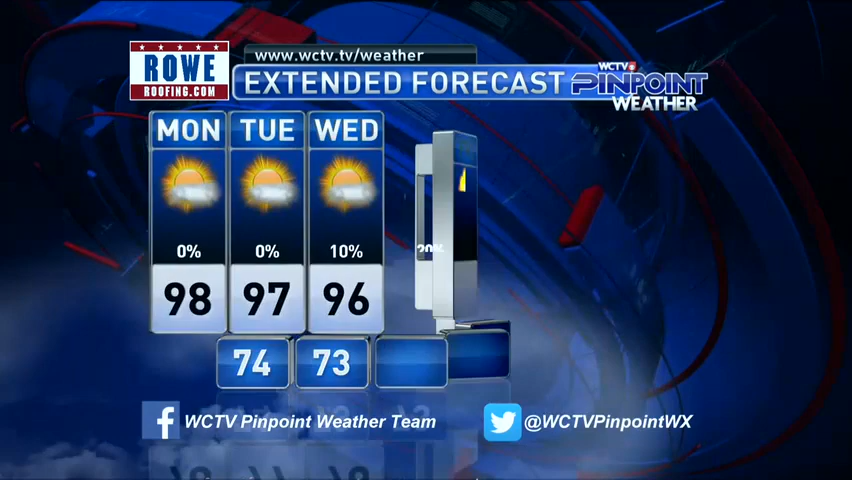 ROWE
ROOFING.COM
www.wctv.tv/weather
EXTENDED FORECAST
WCTV
PINPOINT
WEATHER
MON TUE WED
0% 0% 10% 20%
98 97 96
74 73
WCTV Pinpoint Weather Team
@WCTVPinpointWX